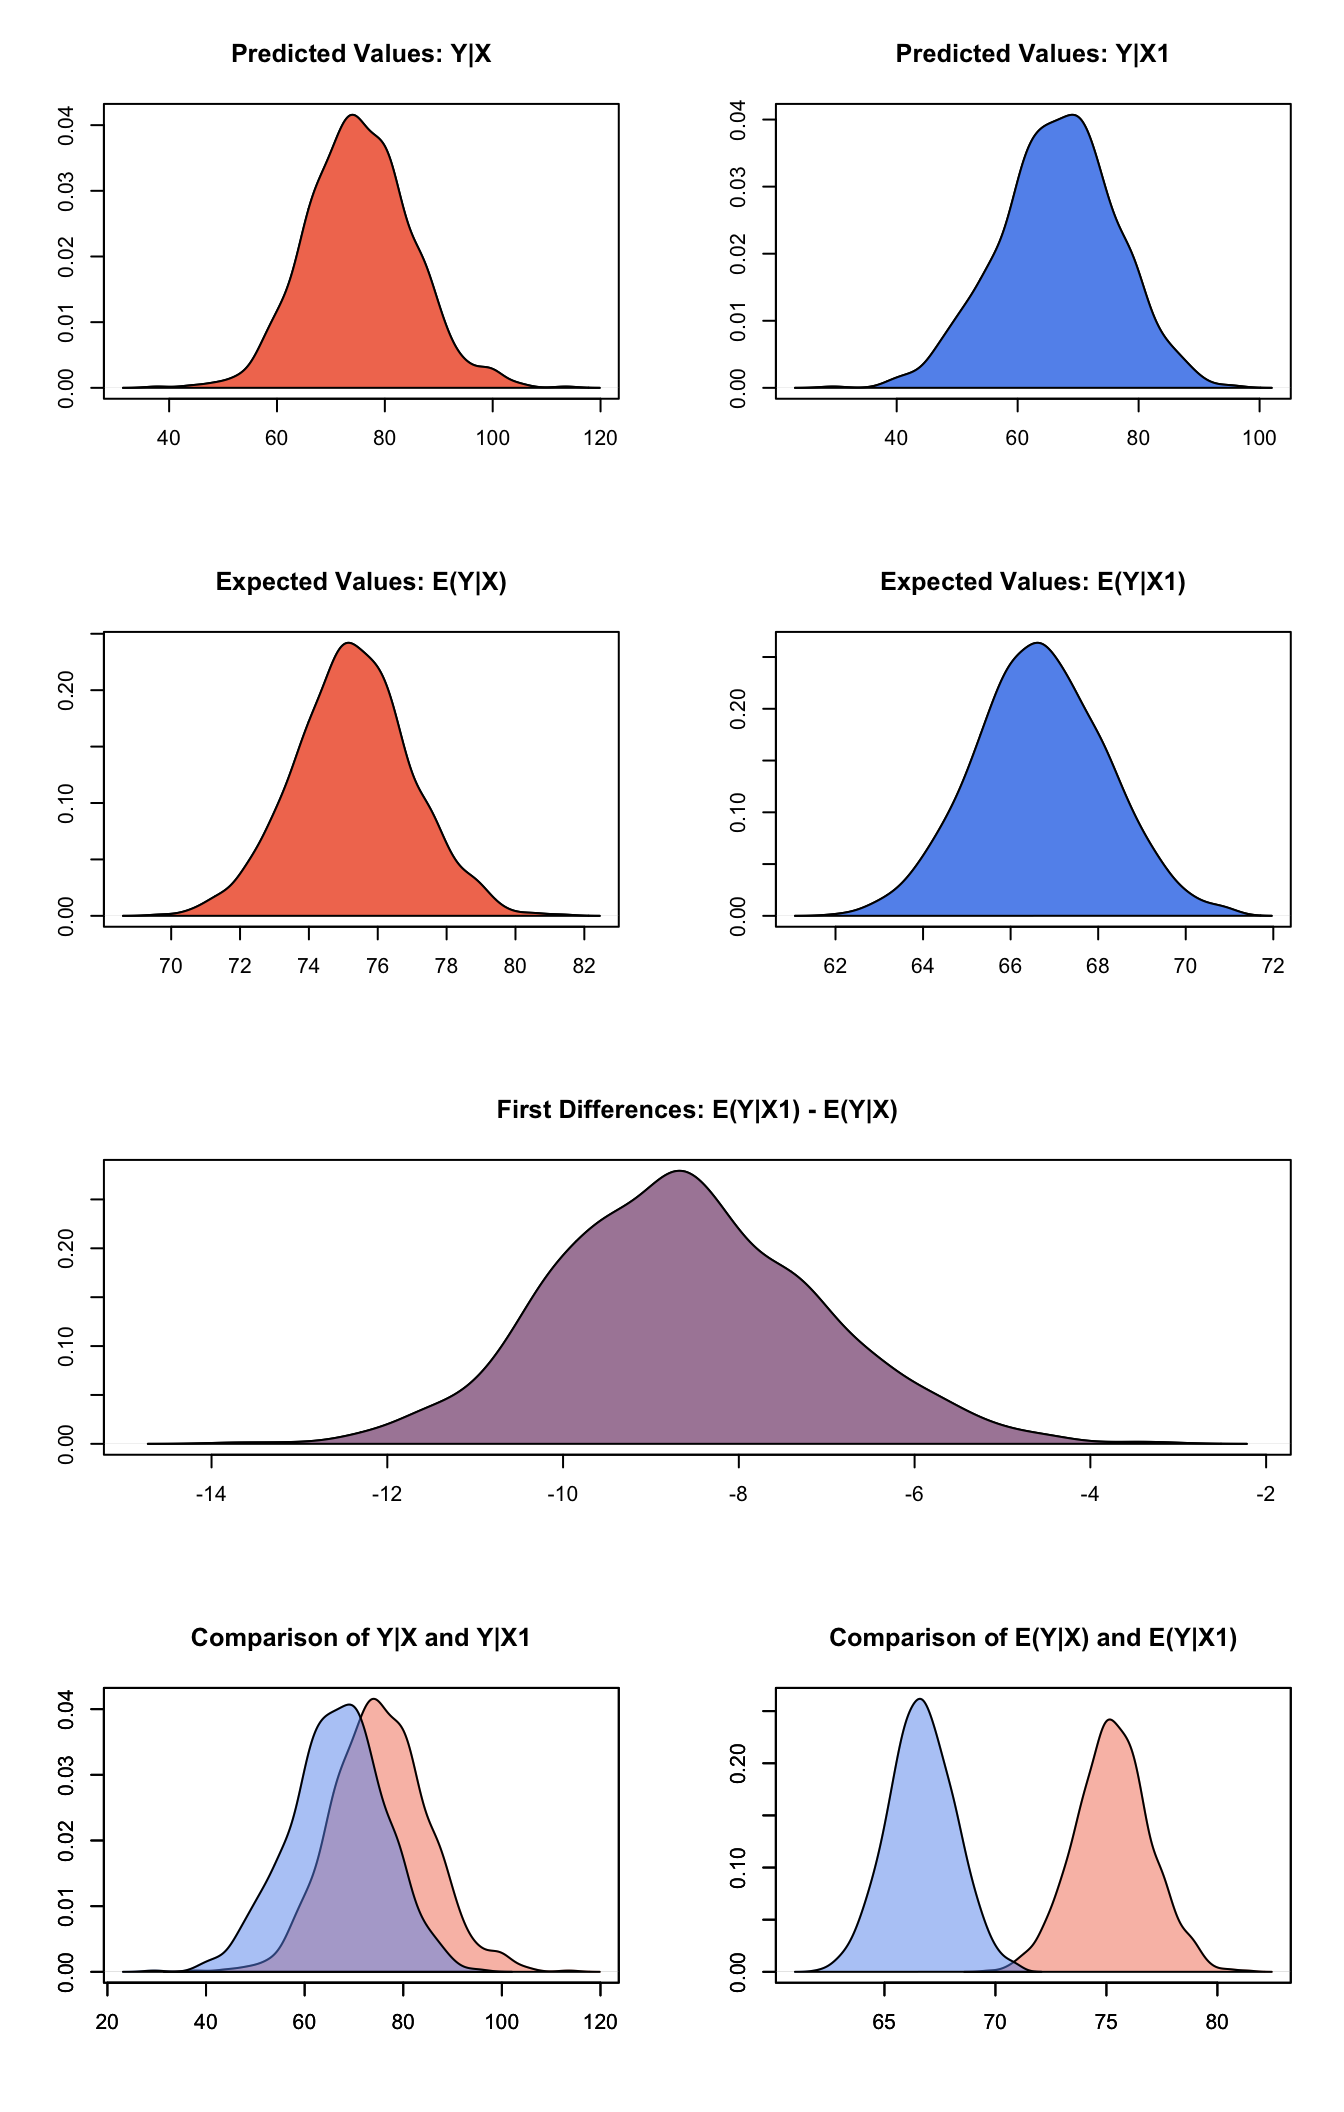 Predicted Values: Y|X
0.00 0.01 0.02 0.03 0.04
40 60 80 100 120
Predicted Values: Y|X1
0.00 0.01 0.02 0.03 0.04
40 60 80 100
Expected Values: E(Y|X)
0.00 0.10 0.20
70 72 74 76 78 80 82
Expected Values: E(Y|X1)
0.00 0.10 0.20
62 64 66 68 70 72
First Differences: E(Y|X1) - E(Y|X)
0.00 0.10 0.20
-14 -12 -10 -8 -6 -4 -2
Comparison of Y|X and Y|X1
0.00 0.01 0.02 0.03 0.04
20 40 60 80 100 120
Comparison of E(Y|X) and E(Y|X1)
0.00 0.10 0.20
65 70 75 80